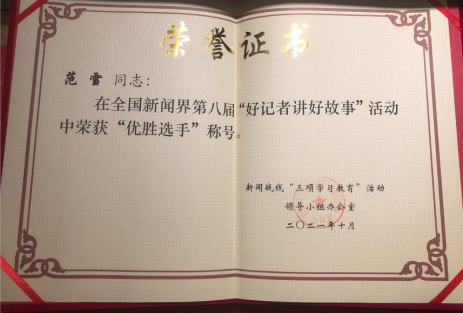 荣誉证书
范雪 同志：
在全国新闻界第八届“好记者讲好故事”活动
中荣获“优胜选手”称号。
新闻战线“三项学习教育”活动
领导小组办公室
二〇二一年十月